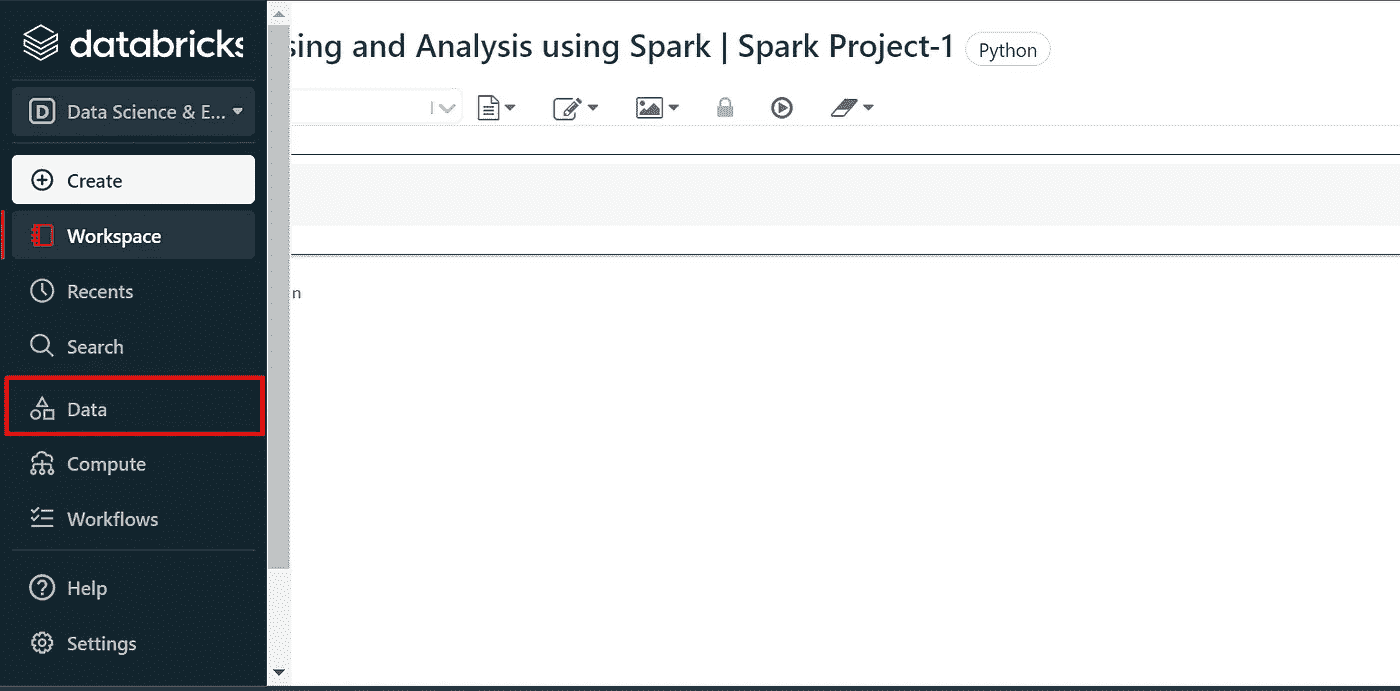 databricks
sing and Analysis using Spark | Spark Project-1
Python
D Data Science & E...
Create
Workspace
Recents
n
Search
Data
Compute
Workflows
Help
Settings